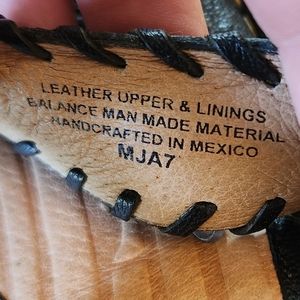 LEATHER UPPER & LININGS
BALANCE MAN MADE MATERIAL
HANDCRAFTED IN MEXICO
MJA7